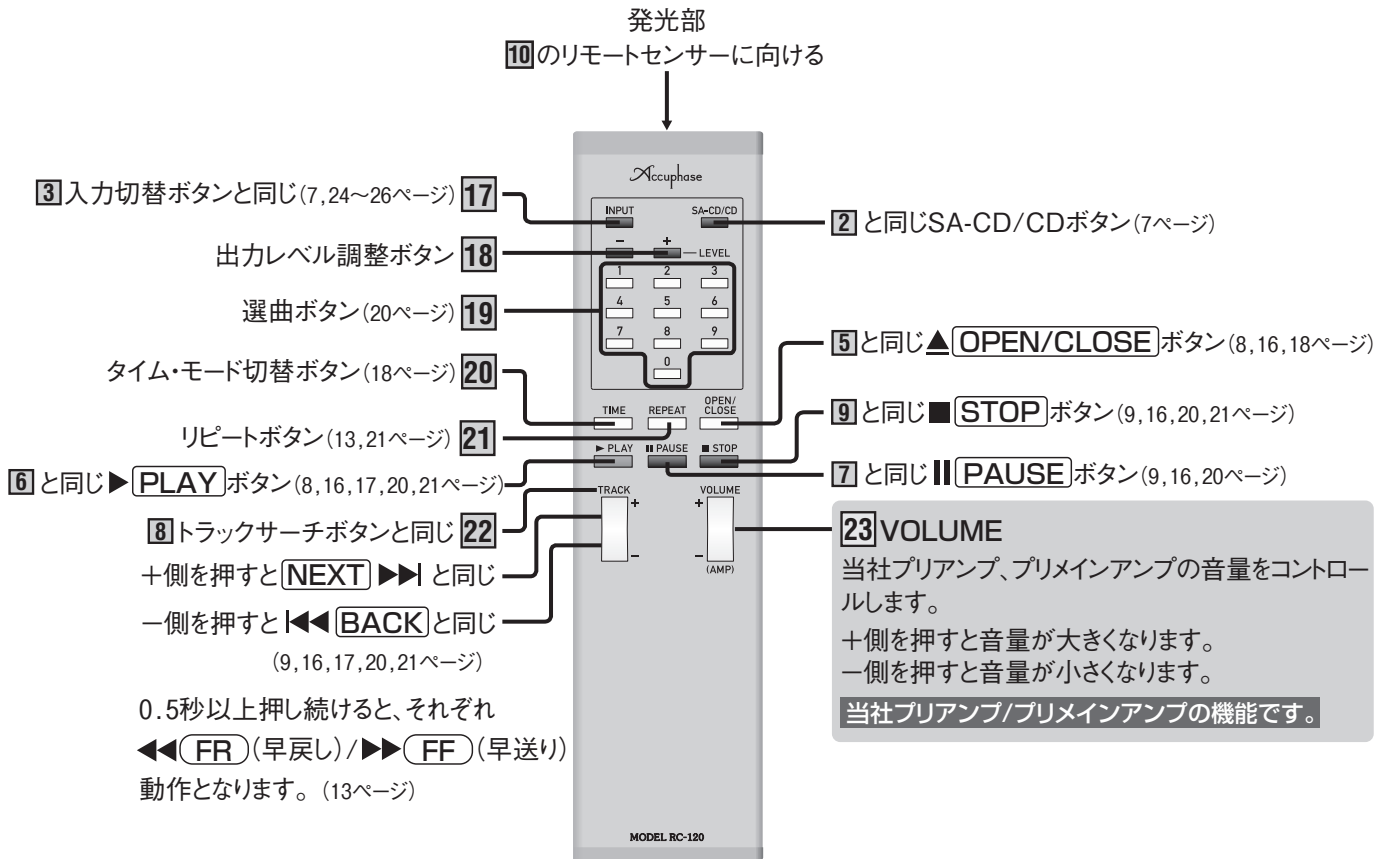 発光部
10のリモートセンサーに向ける
Accuphase
3入力切替ボタンと同じ(7,24～26ページ) 17
INPUT
SA-CD/CD
2 と同じSA-CD/CDボタン(7ページ)
出力レベル調整ボタン 18
− + LEVEL
選曲ボタン(20ページ) 19
1 2 3
4 5 6
7 8 9
0
5と同じ▲OPEN/CLOSEボタン(8,16,18ページ)
タイム・モード切替ボタン(18ページ) 20
TIME REPEAT OPEN/
CLOSE
9と同じ■STOPボタン(9,16,20,21ページ)
リピートボタン(13,21ページ) 21
▶ PLAY II PAUSE ■ STOP
7と同じ II PAUSEボタン(9,16,20ページ)
6と同じ▶PLAYボタン(8,16,17,20,21ページ)
TRACK
+
−
VOLUME
+
−
(AMP)
8トラックサーチボタンと同じ 22
＋側を押すとNEXT▶▶I と同じ
－側を押すとI◀◀BACKと同じ
(9,16,17,20,21ページ)
0.5秒以上押し続けると、それぞれ
◀◀FR(早戻し)/▶▶FF(早送り)
動作となります。(13ページ)
23 VOLUME
当社プリアンプ、プリメインアンプの音量をコントロー
ルします。
＋側を押すと音量が大きくなります。
－側を押すと音量が小さくなります。
当社プリアンプ/プリメインアンプの機能です。
MODEL RC-120